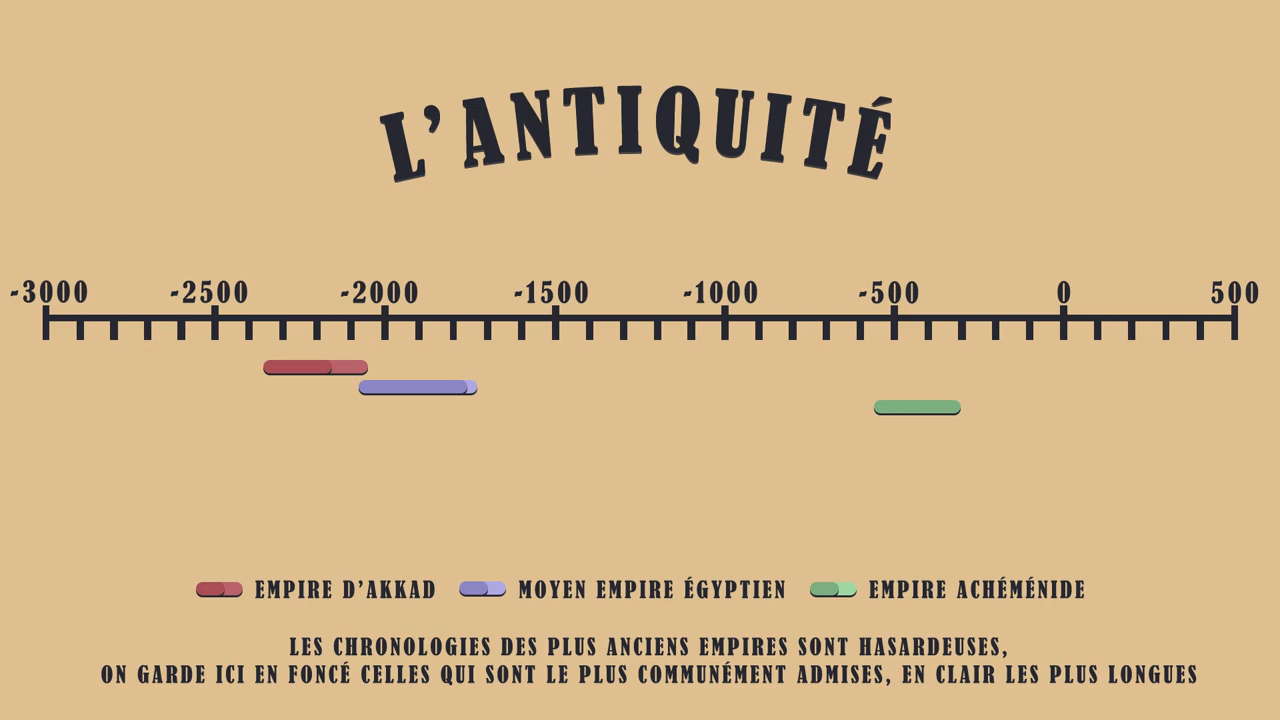 L'ANTIQUITÉ
-3000 -2500 -2000 -1500 -1000 -500 0 500
EMPIRE D'AKKAD MOYEN EMPIRE ÉGYPTIEN EMPIRE ACHÉMÉNIDE
LES CHRONOLOGIES DES PLUS ANCIENS EMPIRES SONT HASARDEUSES,
ON GARDE ICI EN FONCÉ CELLES QUI SONT LE PLUS COMMUNÉMENT ADMISES, EN CLAIR LES PLUS LONGUES